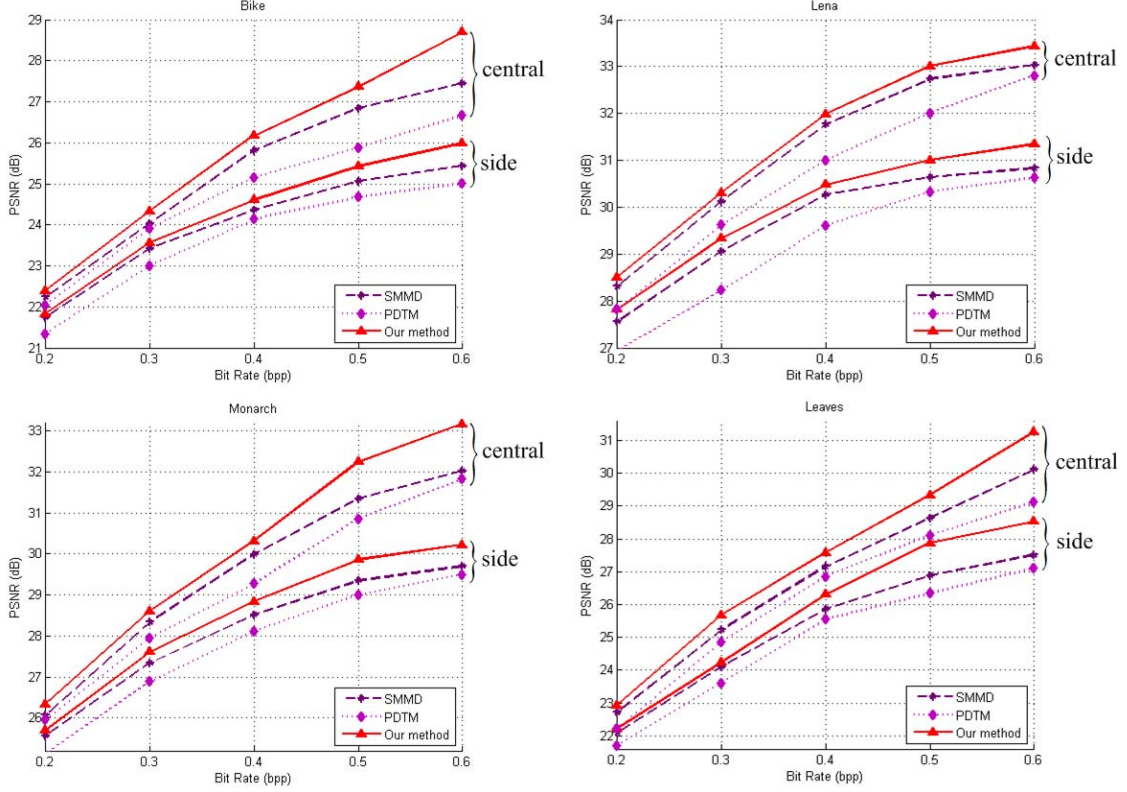 Bike
29
28
27
26
25
24
23
22
21
PSNR (dB)
0.2 0.3 0.4 0.5 0.6
Bit Rate (bpp)
central
side
SMMD
PDTM
Our method
Lena
34
33
32
31
30
29
28
27
PSNR (dB)
0.2 0.3 0.4 0.5 0.6
Bit Rate (bpp)
central
side
SMMD
PDTM
Our method
Monarch
33
32
31
30
29
28
27
26
PSNR (dB)
0.2 0.3 0.4 0.5 0.6
Bit Rate (bpp)
central
side
SMMD
PDTM
Our method
Leaves
31
30
29
28
27
26
25
24
23
22
PSNR (dB)
0.2 0.3 0.4 0.5 0.6
Bit Rate (bpp)
central
side
SMMD
PDTM
Our method